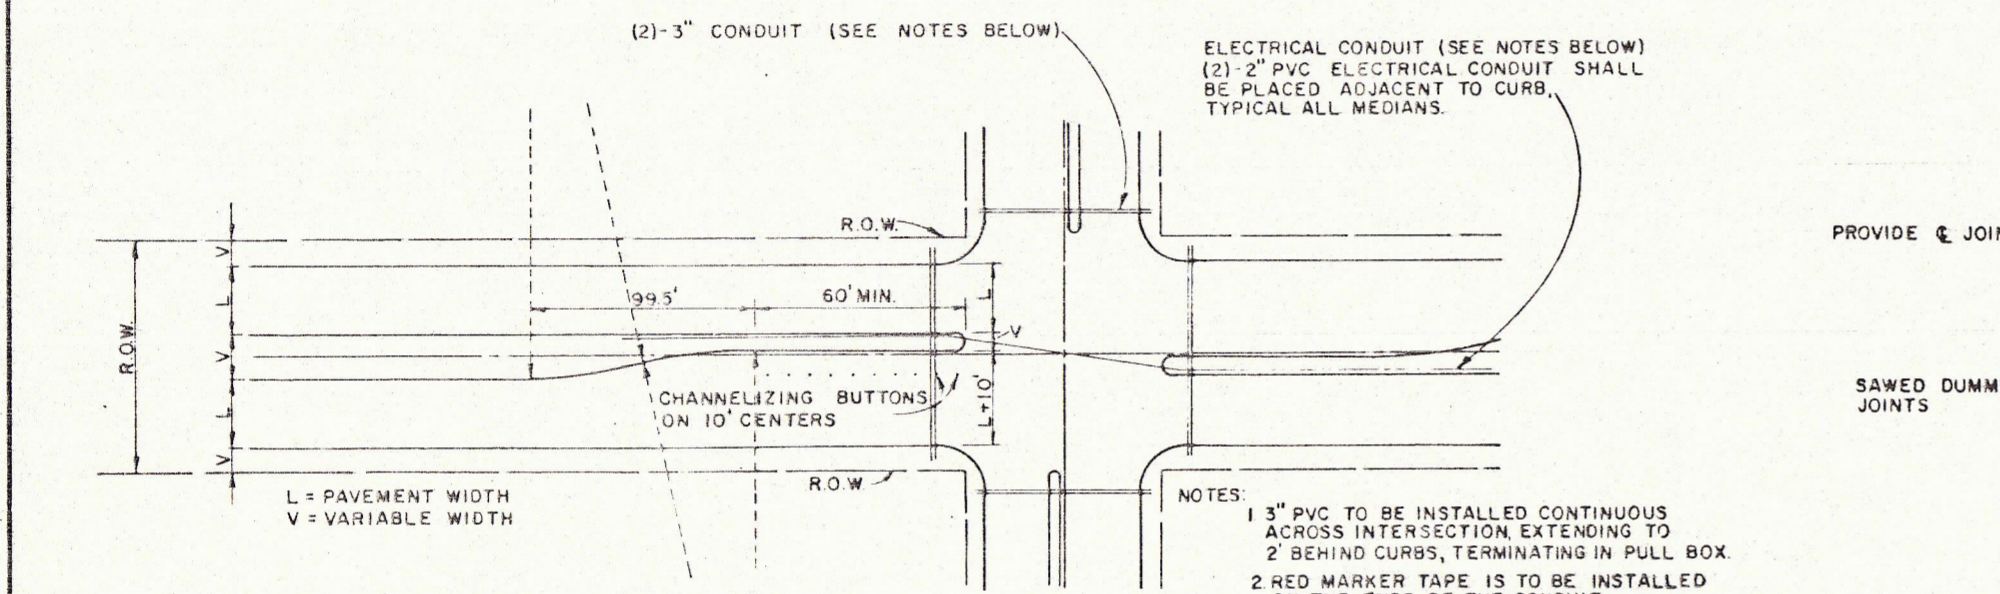 (2)-3" CONDUIT (SEE NOTES BELOW)
ELECTRICAL CONDUIT (SEE NOTES BELOW)
(2)-2" PVC ELECTRICAL CONDUIT SHALL
BE PLACED ADJACENT TO CURB,
TYPICAL ALL MEDIANS.
R.O.W.
PROVIDE ℄
V
L
V
L
V
R.O.W.
99.5'
60' MIN.
L
V
L+10'
CHANNELIZING BUTTONS
ON 10' CENTERS
SAWED
JOINTS
R.O.W.
L = PAVEMENT WIDTH
V = VARIABLE WIDTH
NOTES:
1. 3" PVC TO BE INSTALLED CONTINUOUS
ACROSS INTERSECTION, EXTENDING TO
2' BEHIND CURBS, TERMINATING IN PULL BOX.
2. RED MARKER TAPE IS TO BE INSTALLED